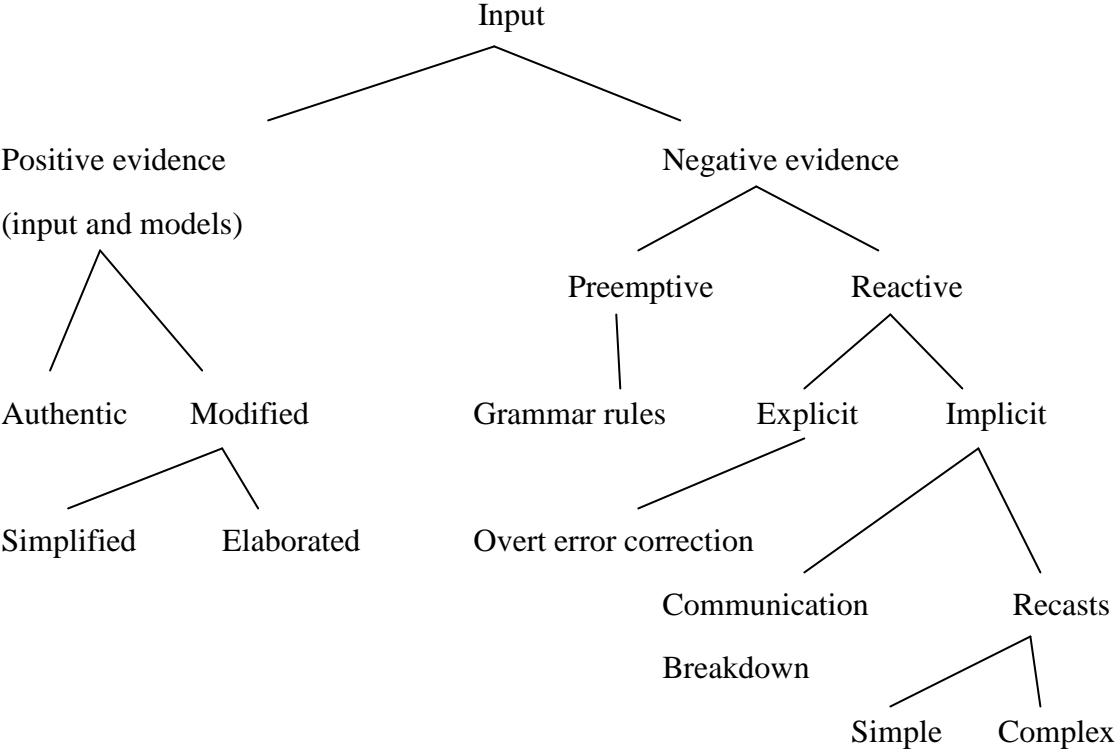 Input
Positive evidence
Negative evidence
(input and models)
Preemptive
Reactive
Authentic
Modified
Grammar rules
Explicit
Implicit
Simplified
Elaborated
Overt error correction
Communication
Recasts
Breakdown
Simple
Complex